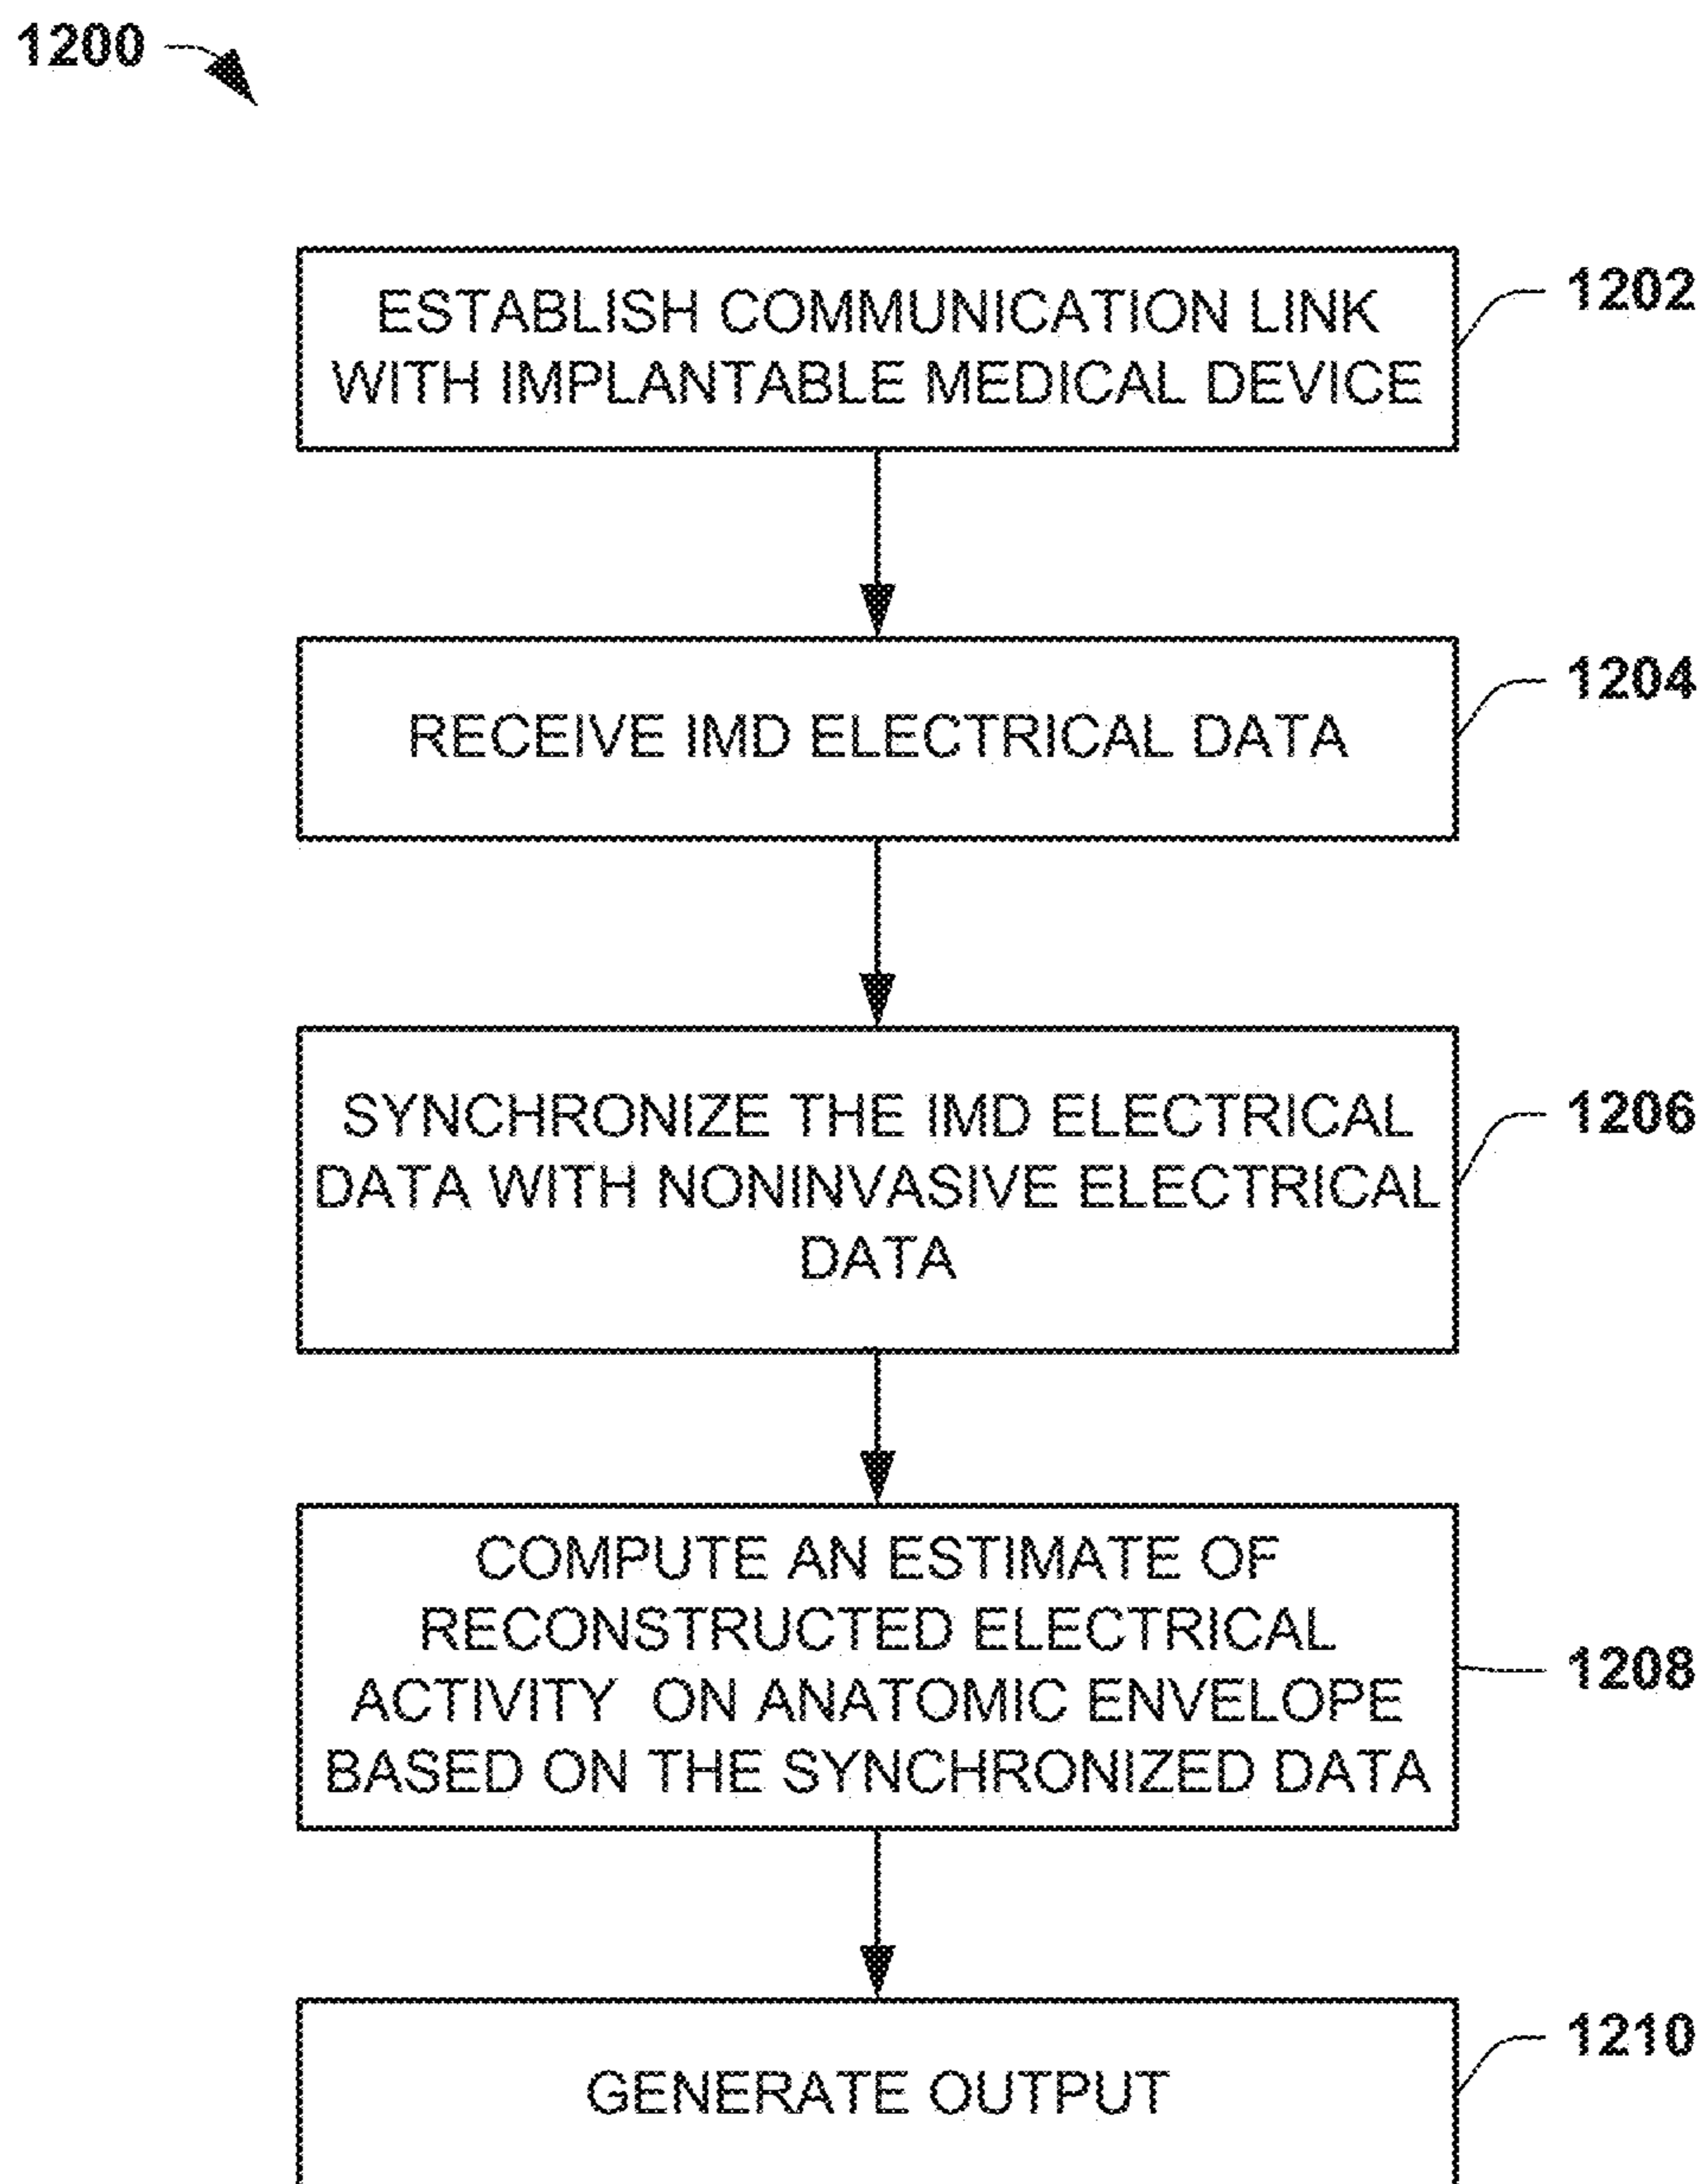 1200
ESTABLISH COMMUNICATION LINK
WITH IMPLANTABLE MEDICAL DEVICE
1202
RECEIVE IMD ELECTRICAL DATA
1204
SYNCHRONIZE THE IMD ELECTRICAL
DATA WITH NONINVASIVE ELECTRICAL
DATA
1206
COMPUTE AN ESTIMATE OF
RECONSTRUCTED ELECTRICAL
ACTIVITY ON ANATOMIC ENVELOPE
BASED ON THE SYNCHRONIZED DATA
1208
GENERATE OUTPUT
1210